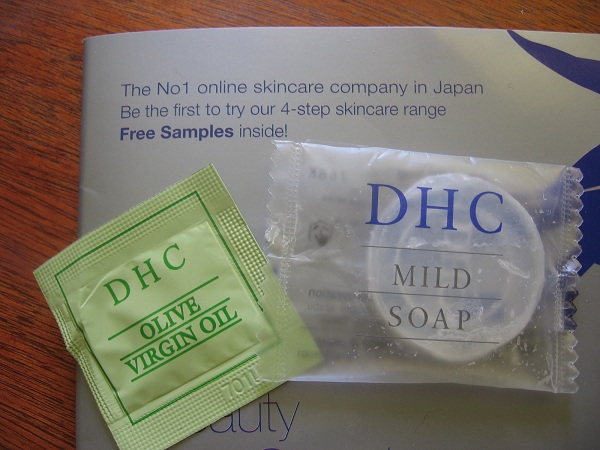 The No1 online skincare company in Japan
Be the first to try our 4-step skincare range
Free Samples inside!
DHC
OLIVE
VIRGIN OIL
DHC
MILD
SOAP